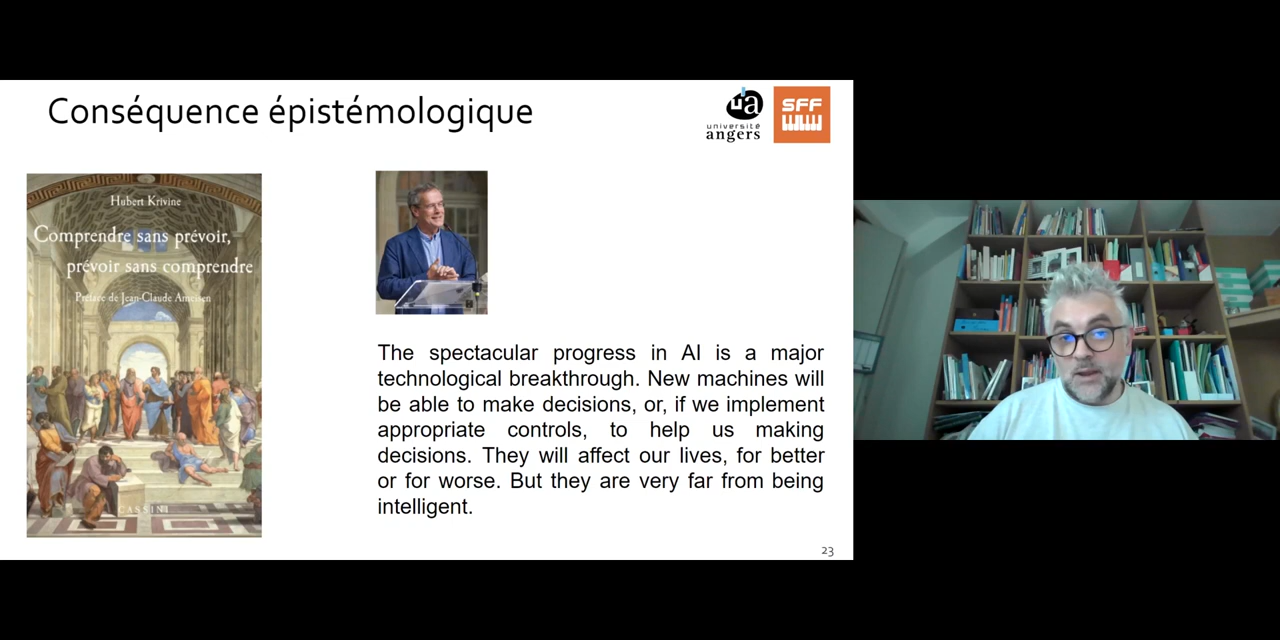 Conséquence épistémologique
ua
université
angers
SFF
Hubert Krivine
Comprendre sans prévoir,
prévoir sans comprendre
Préface de Jean-Claude Ameisen
CASSINI
The spectacular progress in AI is a major
technological breakthrough. New machines will
be able to make decisions, or, if we implement
appropriate controls, to help us making
decisions. They will affect our lives, for better
or for worse. But they are very far from being
intelligent.
23